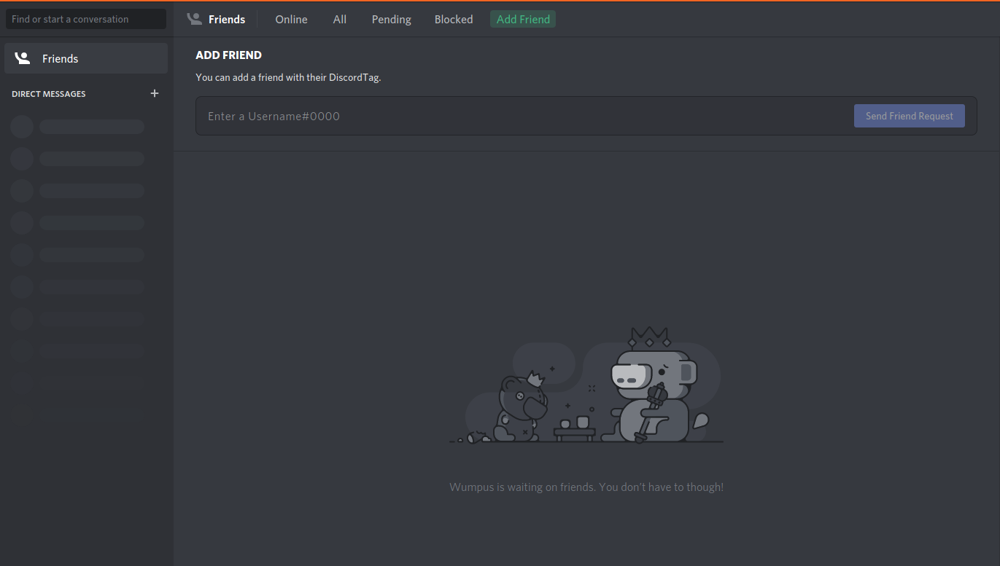 Find or start a conversation
Friends
Online
All
Pending
Blocked
Add Friend
Friends
DIRECT MESSAGES
ADD FRIEND
You can add a friend with their DiscordTag.
Enter a Username#0000
Send Friend Request
Wumpus is waiting on friends. You don't have to though!